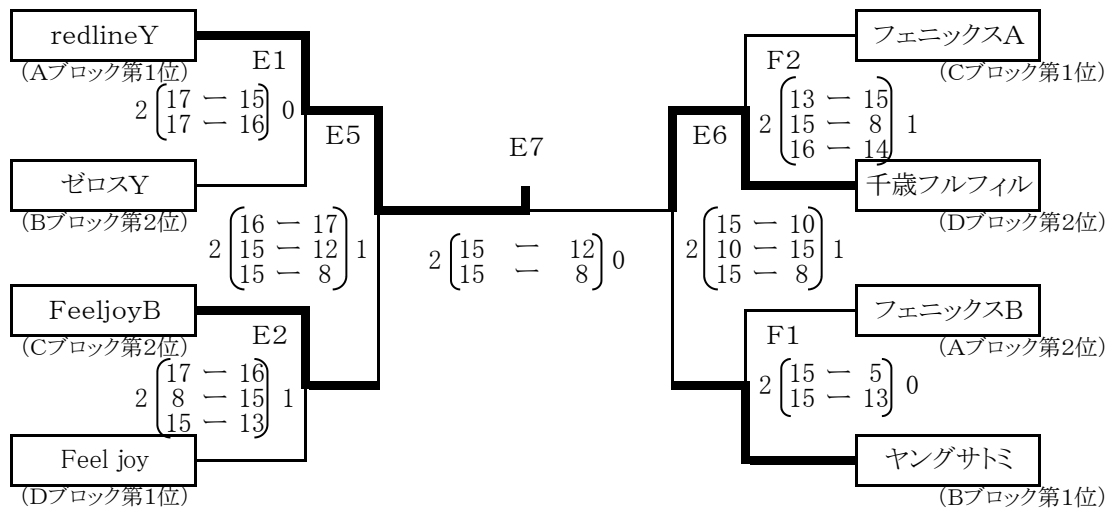 redlineY
(Aブロック第1位)
E1
2 17 ー 15 0
17 ー 16
ゼロスY
(Bブロック第2位)
E5
2 16 ー 17 1
15 ー 12
15 ー 8
FeeljoyB
(Cブロック第2位)
E2
2 17 ー 16 1
8 ー 15
15 ー 13
Feel joy
(Dブロック第1位)
E7
2 15 ー 12 0
15 ー 8
フェニックスA
(Cブロック第1位)
F2
2 13 ー 15 1
15 ー 8
16 ー 14
千歳フルフィル
(Dブロック第2位)
E6
2 15 ー 10 1
10 ー 15
15 ー 8
フェニックスB
(Aブロック第2位)
F1
2 15 ー 5 0
15 ー 13
ヤングサトミ
(Bブロック第1位)